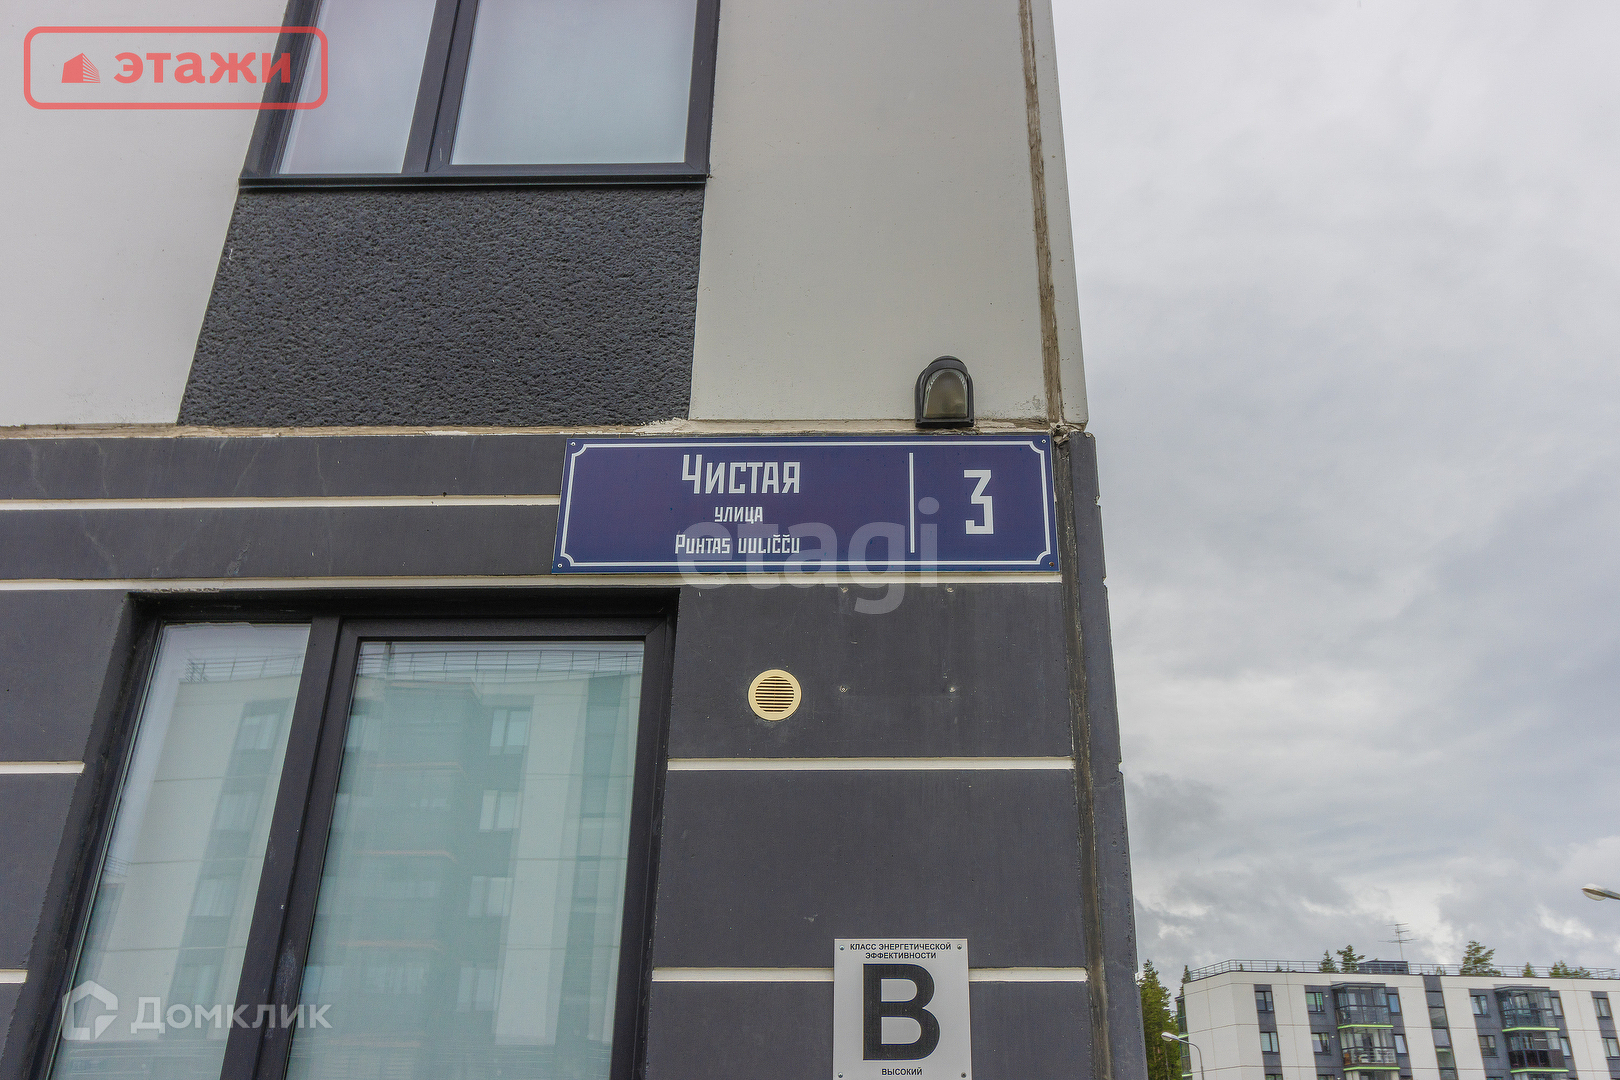 этажи
Чистая
улица
Puhtas uuličču
3
etagi
КЛАСС ЭНЕРГЕТИЧЕСКОЙ
ЭФФЕКТИВНОСТИ
B
ВЫСОКИЙ
Домклик